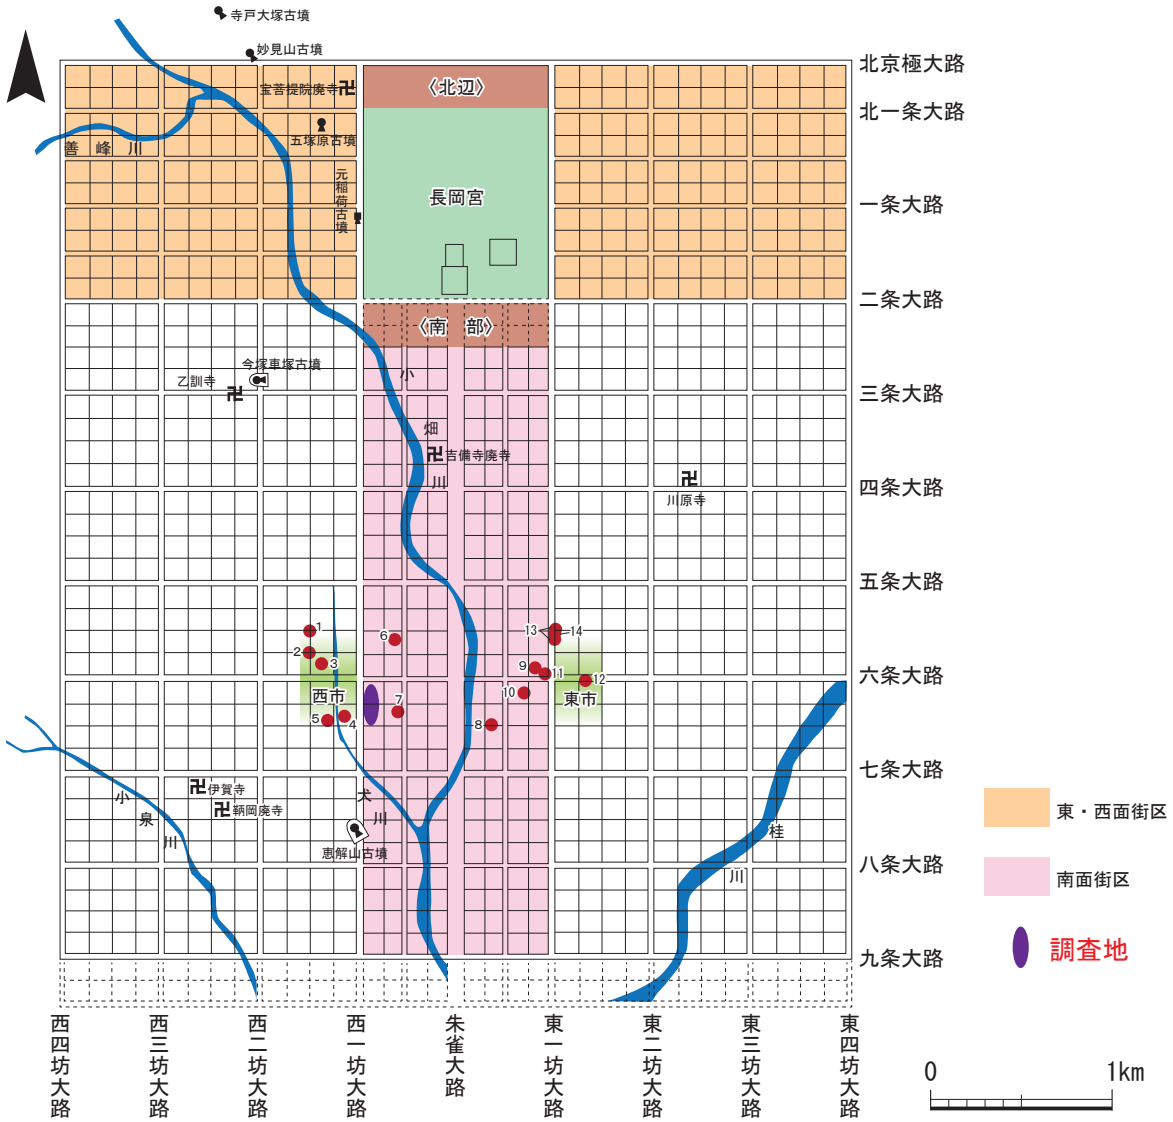 寺戸大塚古墳
妙見山古墳
北京極大路
宝菩提院廃寺
〈北辺〉
北一条大路
五塚原古墳
善峰川
元稲荷古墳
長岡宮
一条大路
二条大路
〈南部〉
今塚車塚古墳
乙訓寺
小畑川
三条大路
吉備寺廃寺
川原寺
四条大路
五条大路
1
2
3
6
13
14
9
11
12
10
西市
東市
六条大路
5
4
7
8
七条大路
伊賀寺
鞆岡廃寺
小泉川
犬川
恵解山古墳
桂川
八条大路
九条大路
東・西面街区
南面街区
調査地
西四坊大路
西三坊大路
西二坊大路
西一坊大路
朱雀大路
東一坊大路
東二坊大路
東三坊大路
東四坊大路
0
1km